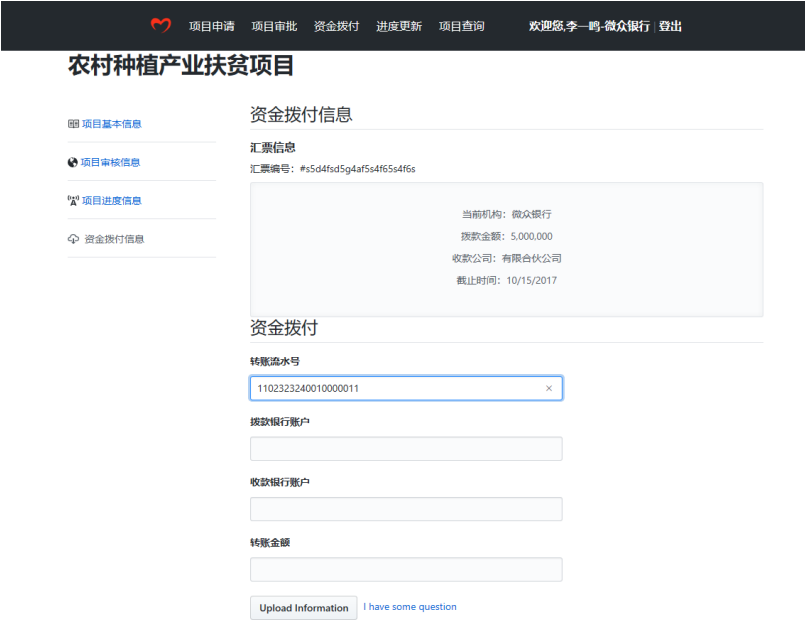 项目申请 项目审批 资金拨付 进度更新 项目查询 欢迎您,李一鸣-微众银行 | 登出
农村种植产业扶贫项目
项目基本信息
项目审核信息
项目进度信息
资金拨付信息
资金拨付信息
汇票信息
汇票编号：#s5d4fsd5g4af5s4f65s4f6s
当前机构：微众银行
拨款金额：5,000,000
收款公司：有限合伙公司
截止时间：10/15/2017
资金拨付
转账流水号
1102323240010000011
拨款银行账户
收款银行账户
转账金额
Upload Information I have some question